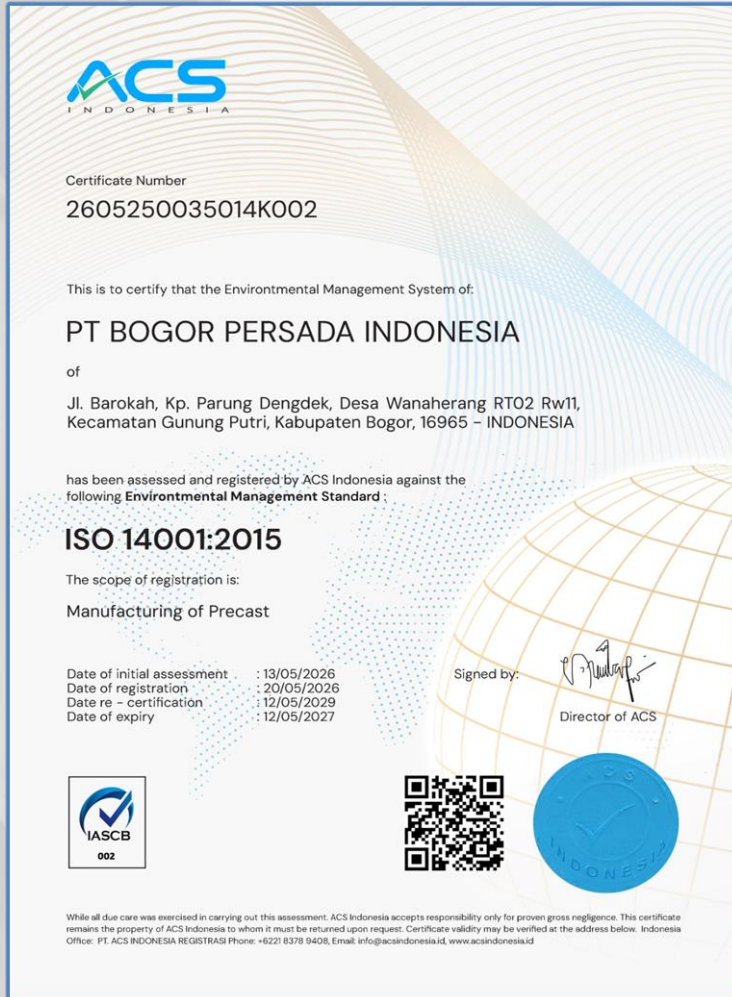 ACS
INDONESIA
Certificate Number
2605250035014K002
This is to certify that the Environtmental Management System of:
PT BOGOR PERSADA INDONESIA
of
Jl. Barokah, Kp. Parung Dengdek, Desa Wanaherang RT02 Rw11,
Kecamatan Gunung Putri, Kabupaten Bogor, 16965 - INDONESIA
has been assessed and registered by ACS Indonesia against the
following Environtmental Management Standard :
ISO 14001:2015
The scope of registration is:
Manufacturing of Precast
Date of initial assessment : 13/05/2026
Date of registration : 20/05/2026
Date re - certification : 12/05/2029
Date of expiry : 12/05/2027
Signed by:
Director of ACS
IASCB
002
ACS
INDONESIA
While all due care was exercised in carrying out this assessment. ACS Indonesia accepts responsibility only for proven gross negligence. This certificate
remains the property of ACS Indonesia to whom it must be returned upon request. Certificate validity may be verified at the address below. Indonesia
Office: PT. ACS INDONESIA REGISTRASI Phone: +6221 8378 9408, Email: info@acsindonesia.id, www.acsindonesia.id